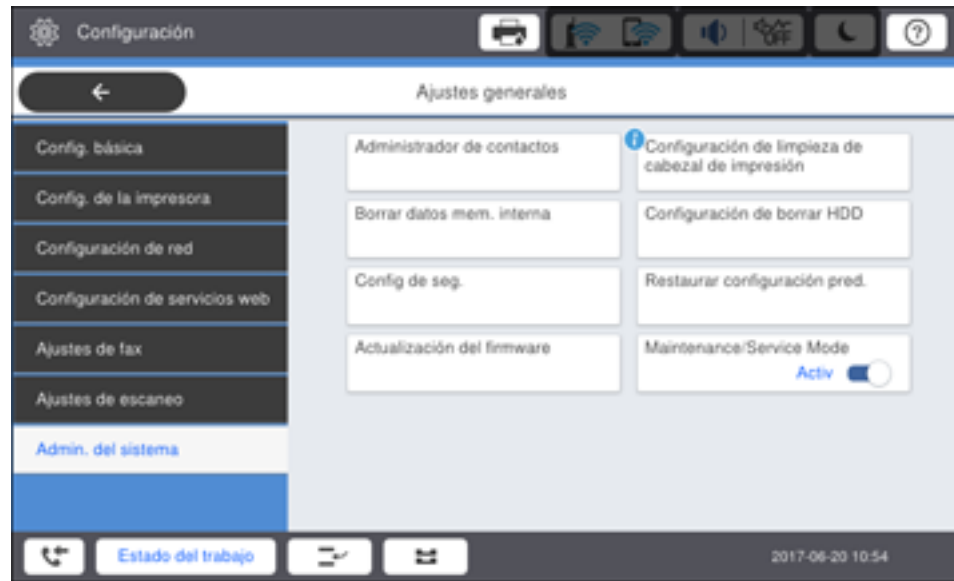 Configuración
OFF
Ajustes generales
Config. básica
Config. de la impresora
Configuración de red
Configuración de servicios web
Ajustes de fax
Ajustes de escaneo
Admin. del sistema
Administrador de contactos
Configuración de limpieza de
cabezal de impresión
Borrar datos mem. interna
Configuración de borrar HDD
Config de seg.
Restaurar configuración pred.
Actualización del firmware
Maintenance/Service Mode
Activ
Estado del trabajo
2017-06-20 10:54